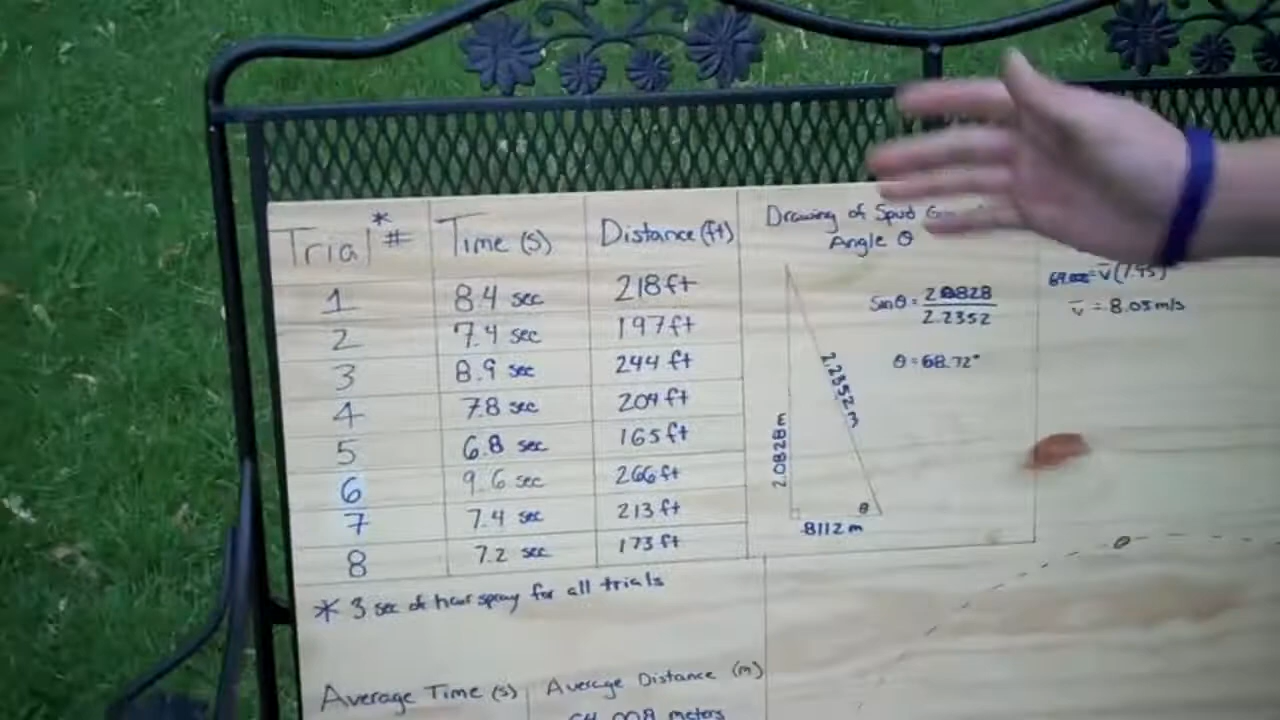 Trial* # Time (s) Distance (ft)
1 8.4 sec 218 ft
2 7.4 sec 197 ft
3 8.9 sec 244 ft
4 7.8 sec 209 ft
5 6.8 sec 165 ft
6 9.6 sec 266 ft
7 7.4 sec 213 ft
8 7.2 sec 173 ft
* 3 sec of hair spray for all trials
Average Time (s) Average Distance (m)
meters
Drawing of Spud
Angle θ
Sinθ = 2.0828
2.2352
θ = 68.72°
2.2352 m
2.0828 m
θ
.8112 m
v̄ = 8.05 m/s
θ